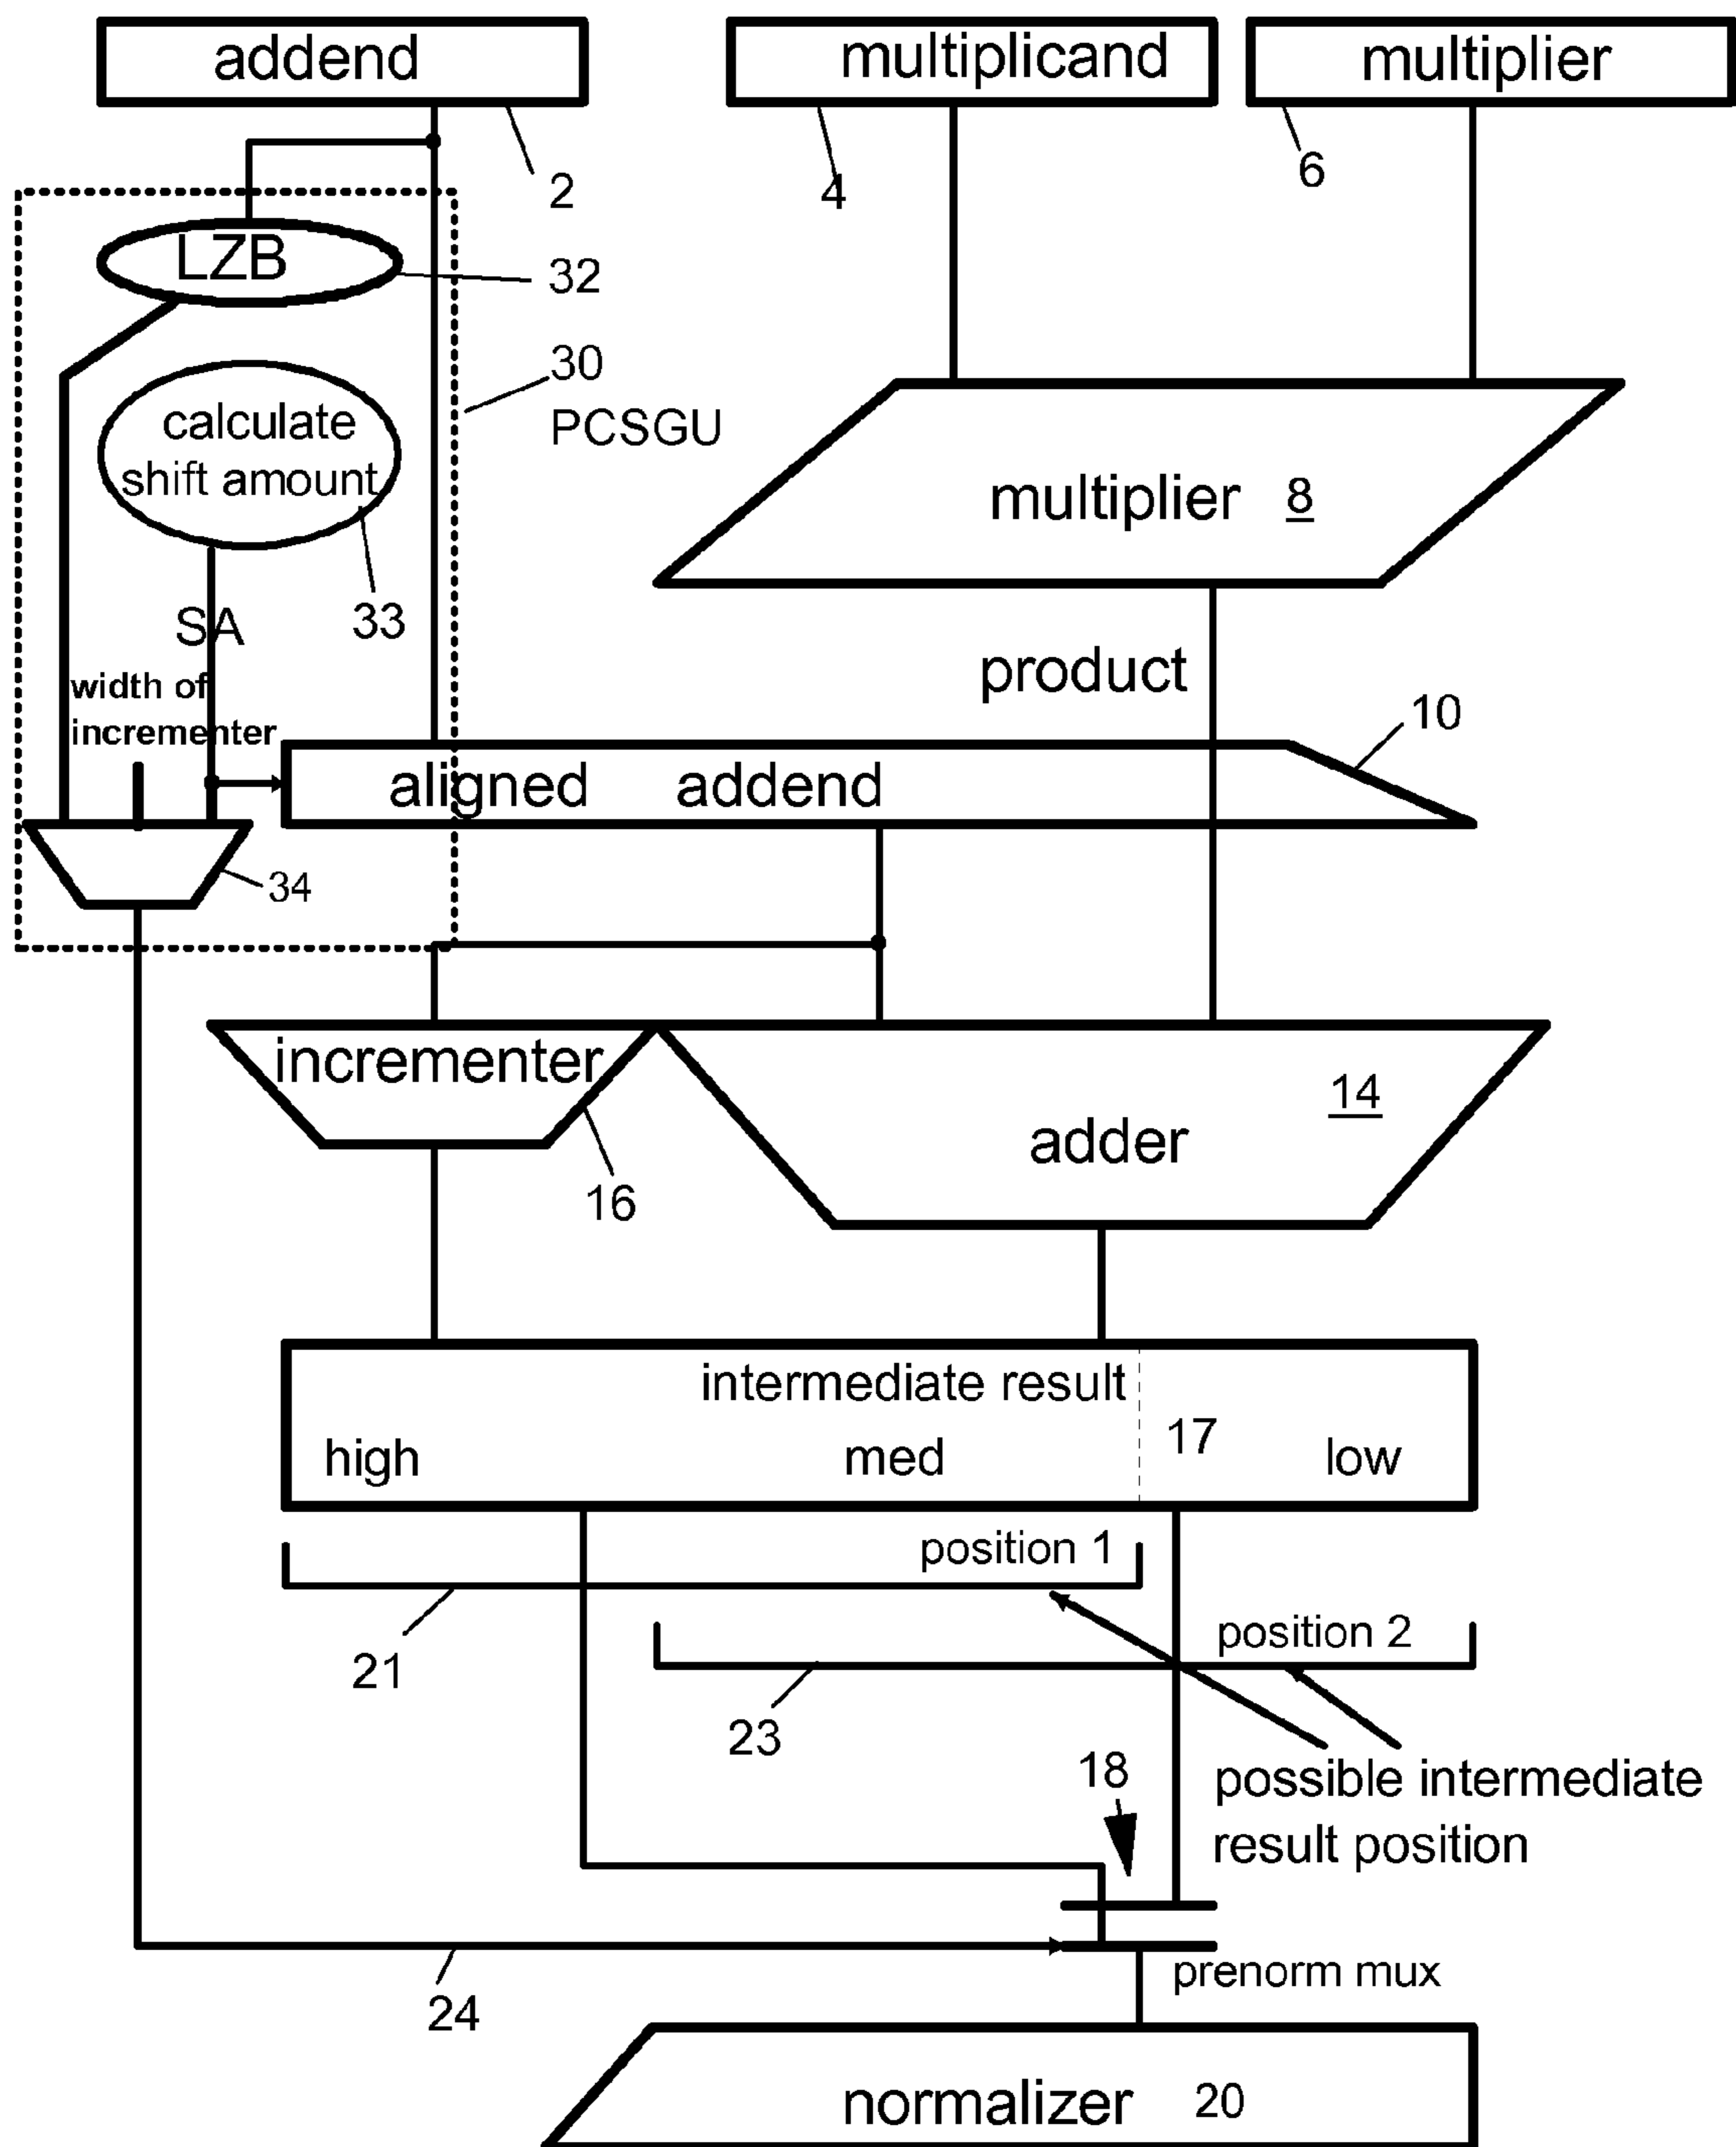 addend
multiplicand
multiplier
2
4
6
LZB
32
30
PCSGU
calculate
shift amount
33
multiplier 8
SA
product
width of
incrementer
10
aligned addend
34
incrementer
14
adder
16
intermediate result
17
high med low
position 1
21
position 2
23
18
possible intermediate
result position
prenorm mux
24
normalizer 20